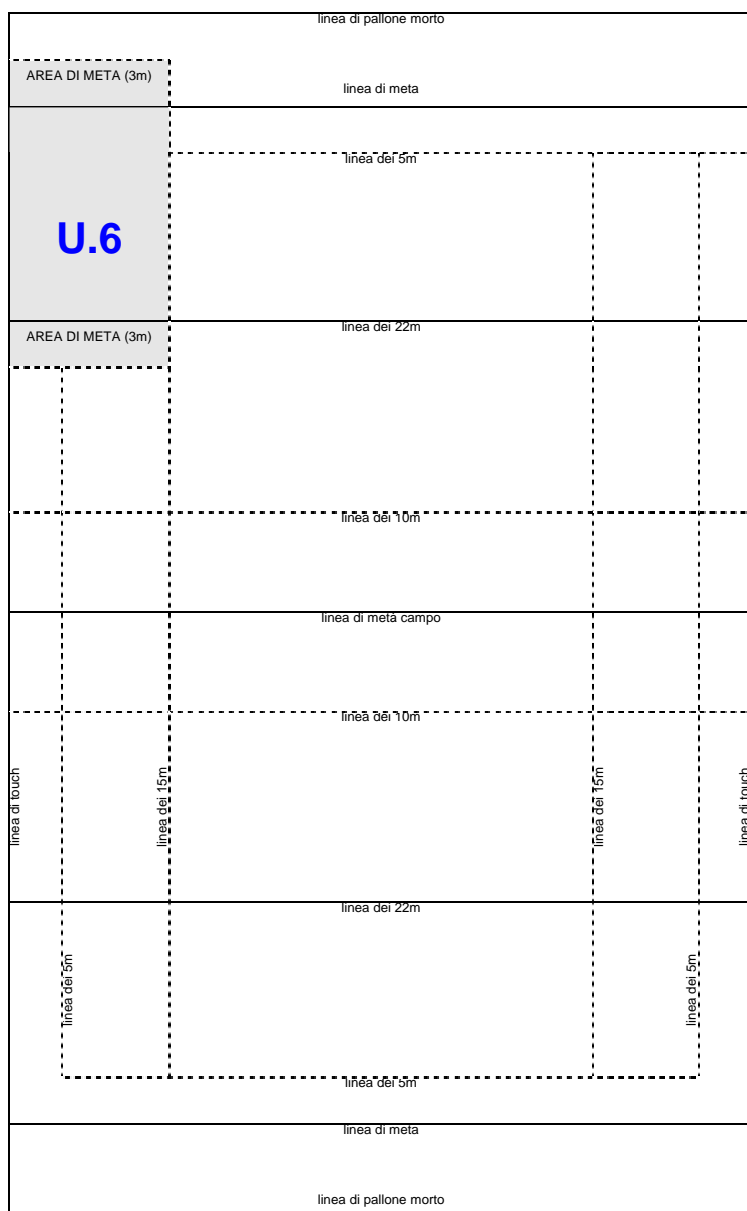 linea di pallone morto
AREA DI META (3m)
linea di meta
linea dei 5m
U.6
linea dei 22m
AREA DI META (3m)
linea dei 10m
linea di metà campo
linea dei 10m
linea di touch
linea dei 15m
linea dei 15m
linea di touch
linea dei 22m
linea dei 5m
linea dei 5m
linea dei 5m
linea di meta
linea di pallone morto